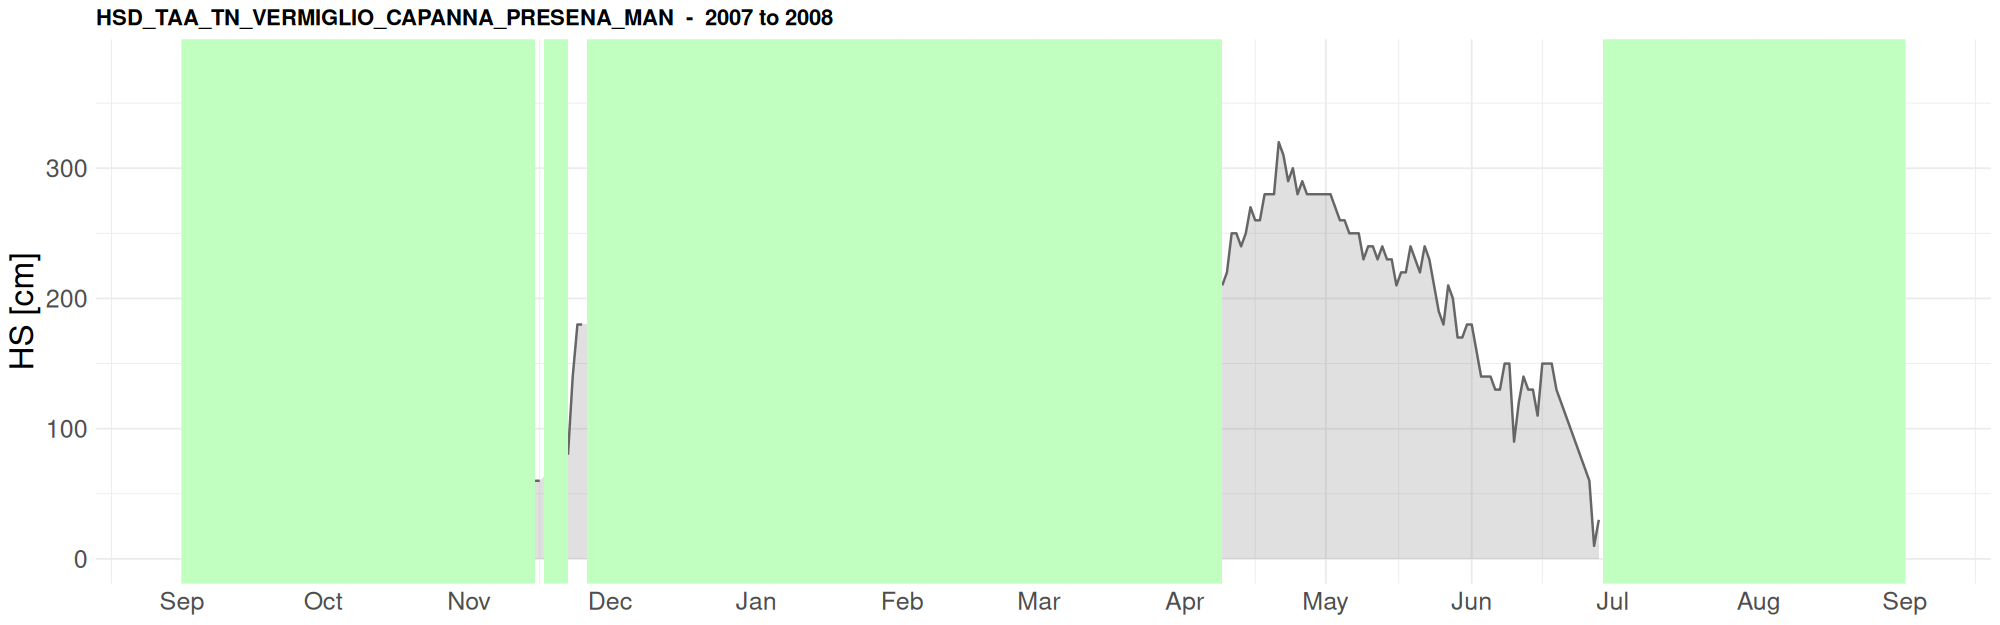 HSD_TAA_TN_VERMIGLIO_CAPANNA_PRESENA_MAN - 2007 to 2008
HS [cm]
300
200
100
0
Sep Oct Nov Dec Jan Feb Mar Apr May Jun Jul Aug Sep